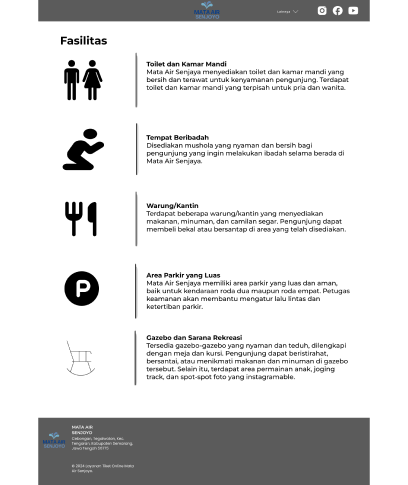 MATA AIR
SENJOYO
Lainnya
Fasilitas
Toilet dan Kamar Mandi
Mata Air Senjaya menyediakan toilet dan kamar mandi yang
bersih dan terawat untuk kenyamanan pengunjung. Terdapat
toilet dan kamar mandi yang terpisah untuk pria dan wanita.
Tempat Beribadah
Disediakan mushola yang nyaman dan bersih bagi
pengunjung yang ingin melakukan ibadah selama berada di
Mata Air Senjaya.
Warung/Kantin
Terdapat beberapa warung/kantin yang menyediakan
makanan, minuman, dan camilan segar. Pengunjung dapat
membeli bekal atau bersantap di area yang telah disediakan.
P
Area Parkir yang Luas
Mata Air Senjaya memiliki area parkir yang luas dan aman,
baik untuk kendaraan roda dua maupun roda empat. Petugas
keamanan akan membantu mengatur lalu lintas dan
ketertiban parkir.
Gazebo dan Sarana Rekreasi
Tersedia gazebo-gazebo yang nyaman dan teduh, dilengkapi
dengan meja dan kursi. Pengunjung dapat beristirahat,
bersantai, atau menikmati makanan dan minuman di gazebo
tersebut. Selain itu, terdapat area permainan anak, joging
track, dan spot-spot foto yang instagramable.
MATA AIR
SENJOYO
MATA AIR
SENJOYO
Tengaran, Kabupaten Semarang,
Jawa Tengah 50775
© 2024 Layanan Tiket Online Mata
Air Senjoyo.